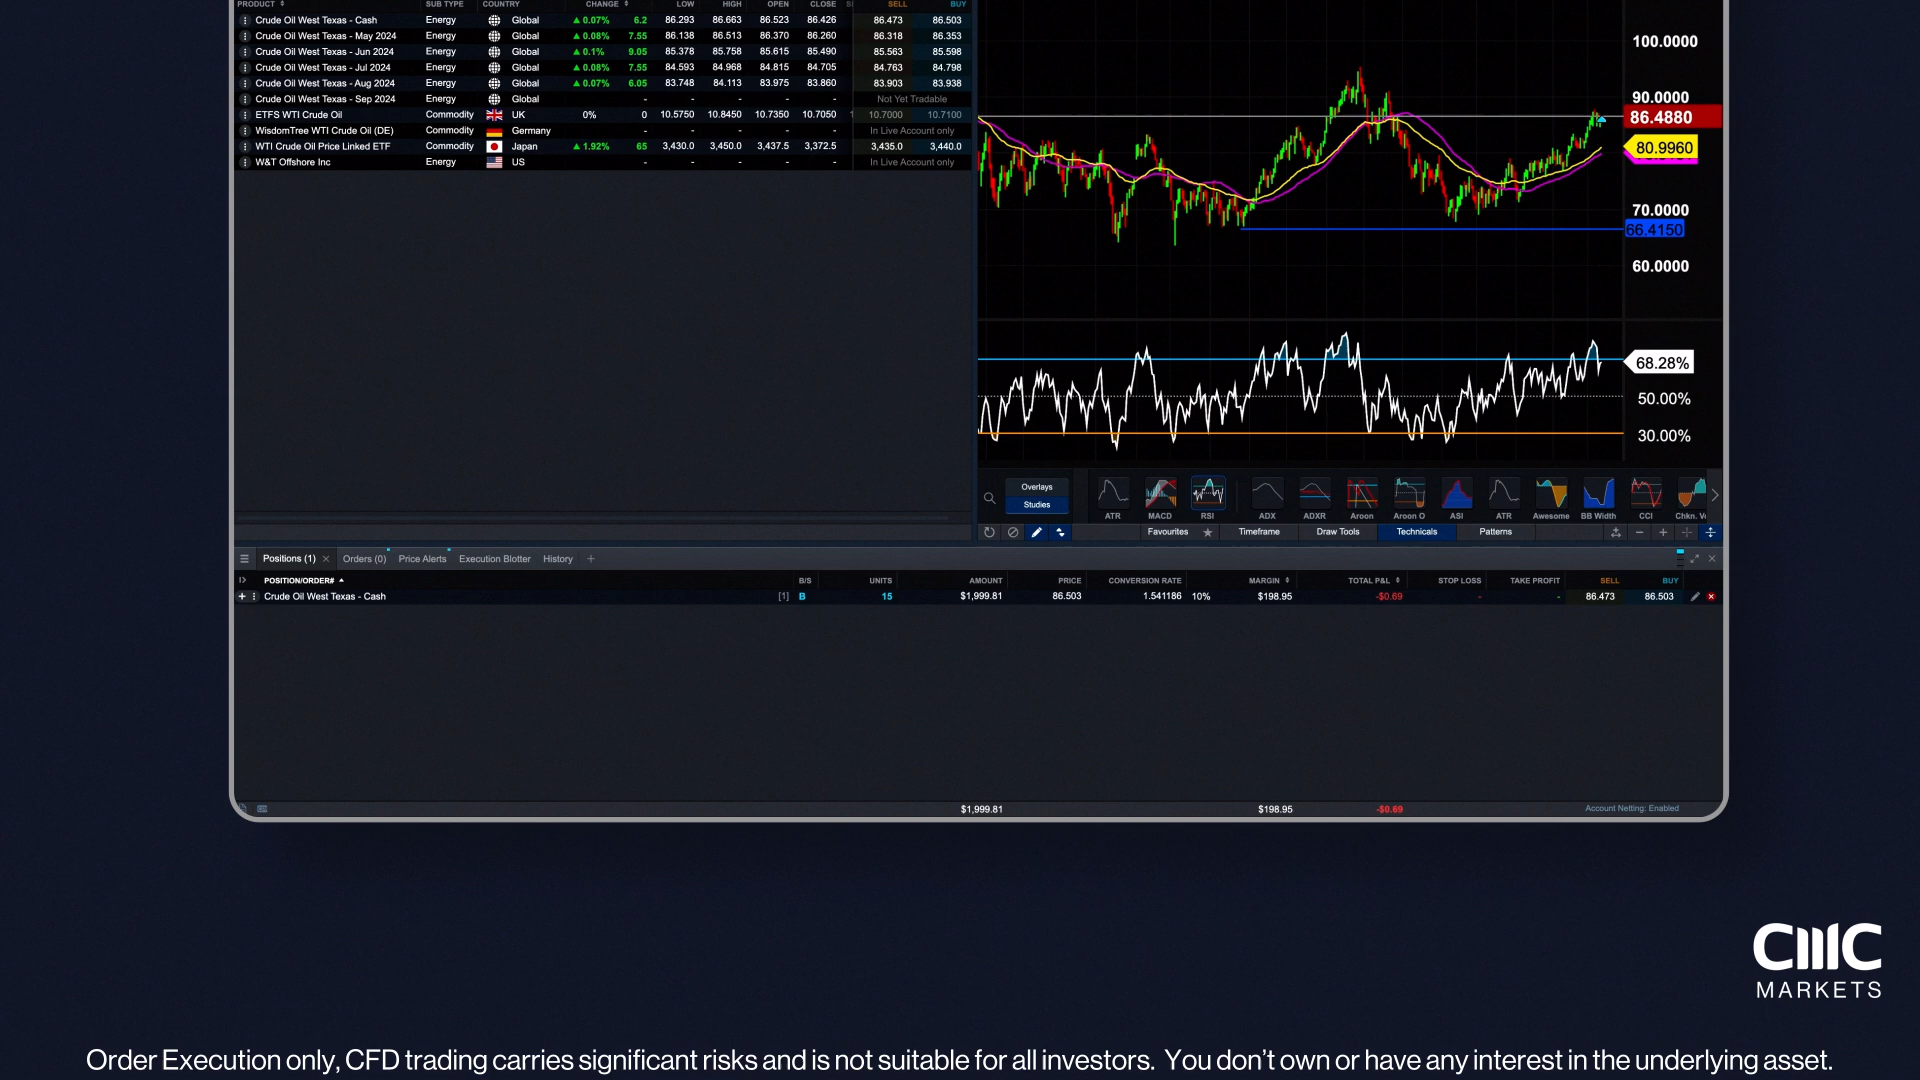 PRODUCT SUB TYPE COUNTRY CHANGE LOW HIGH OPEN CLOSE SELL BUY
Crude Oil West Texas - Cash Energy Global ▲ 0.07% 6.2 86.293 86.663 86.523 86.426 86.473 86.503
Crude Oil West Texas - May 2024 Energy Global ▲ 0.08% 7.55 86.138 86.513 86.370 86.260 86.318 86.353
Crude Oil West Texas - Jun 2024 Energy Global ▲ 0.1% 9.05 85.378 85.758 85.615 85.490 85.563 85.598
Crude Oil West Texas - Jul 2024 Energy Global ▲ 0.08% 7.55 84.593 84.968 84.815 84.705 84.763 84.798
Crude Oil West Texas - Aug 2024 Energy Global ▲ 0.07% 6.05 83.748 84.113 83.975 83.860 83.903 83.938
Crude Oil West Texas - Sep 2024 Energy Global - - - - - Not Yet Tradable
ETFS WTI Crude Oil Commodity UK 0% 0 10.5750 10.8450 10.7350 10.7050 10.7000 10.7100
WisdomTree WTI Crude Oil (DE) Commodity Germany - - - - - In Live Account only
WTI Crude Oil Price Linked ETF Commodity Japan ▲ 1.92% 65 3,430.0 3,450.0 3,437.5 3,372.5 3,435.0 3,440.0
W&T Offshore Inc Energy US - - - - - In Live Account only
100.0000
90.0000
86.4880
80.9960
70.0000
66.4150
60.0000
68.28%
50.00%
30.00%
Overlays
Studies
ATR MACD RSI ADX ADXR Aroon Aroon O ASI ATR Awesome BB Width CCI Chkn.
Favourites Timeframe Draw Tools Technicals Patterns
Positions (1) Orders (0) Price Alerts Execution Blotter History
POSITION/ORDER# B/S UNITS AMOUNT PRICE CONVERSION RATE MARGIN TOTAL P&L STOP LOSS TAKE PROFIT SELL BUY
Crude Oil West Texas - Cash [1] B 15 $1,999.81 86.503 1.541186 10% $198.95 -$0.69 - - 86.473 86.503
$1,999.81 $198.95 -$0.69 Account Netting: Enabled
CMC
MARKETS
Order Execution only, CFD trading carries significant risks and is not suitable for all investors. You don't own or have any interest in the underlying asset.